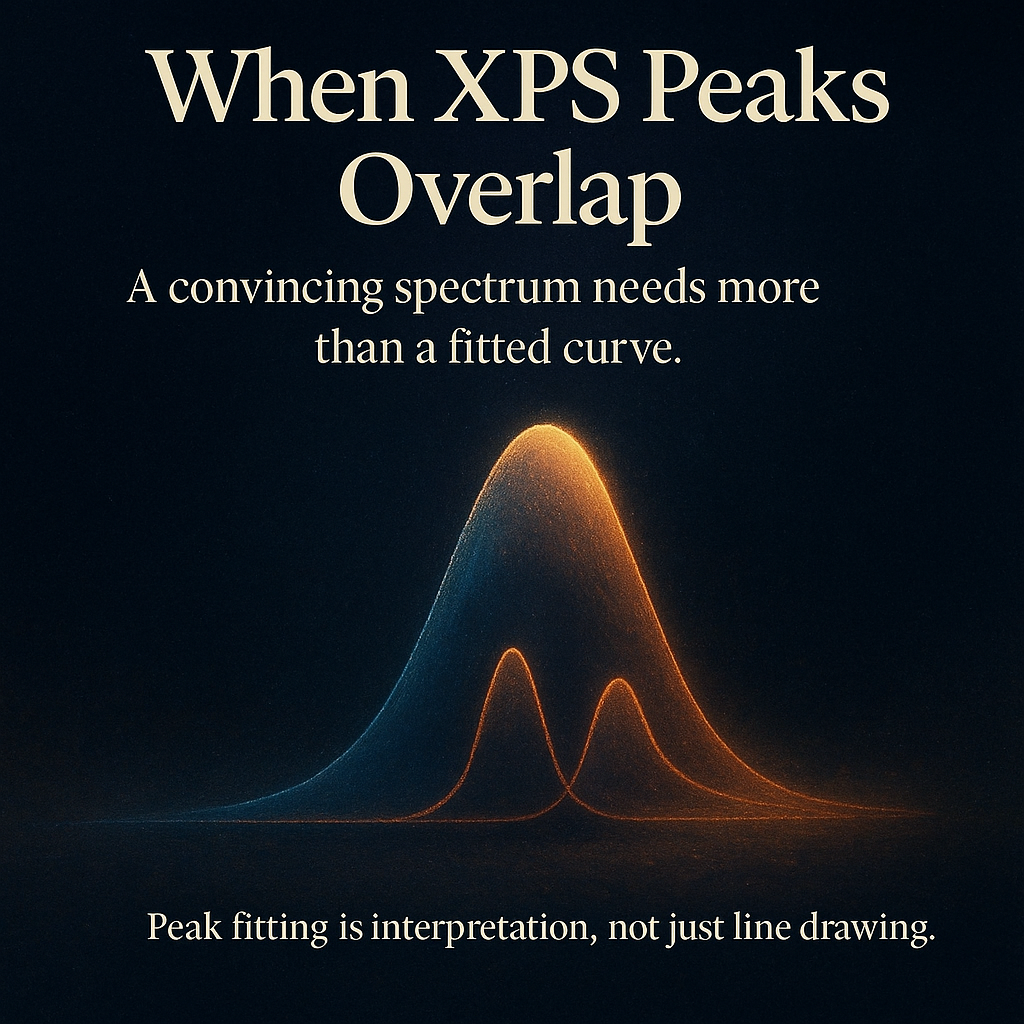 When XPS Peaks
Overlap
A convincing spectrum needs more
than a fitted curve.
Peak fitting is interpretation, not just line drawing.